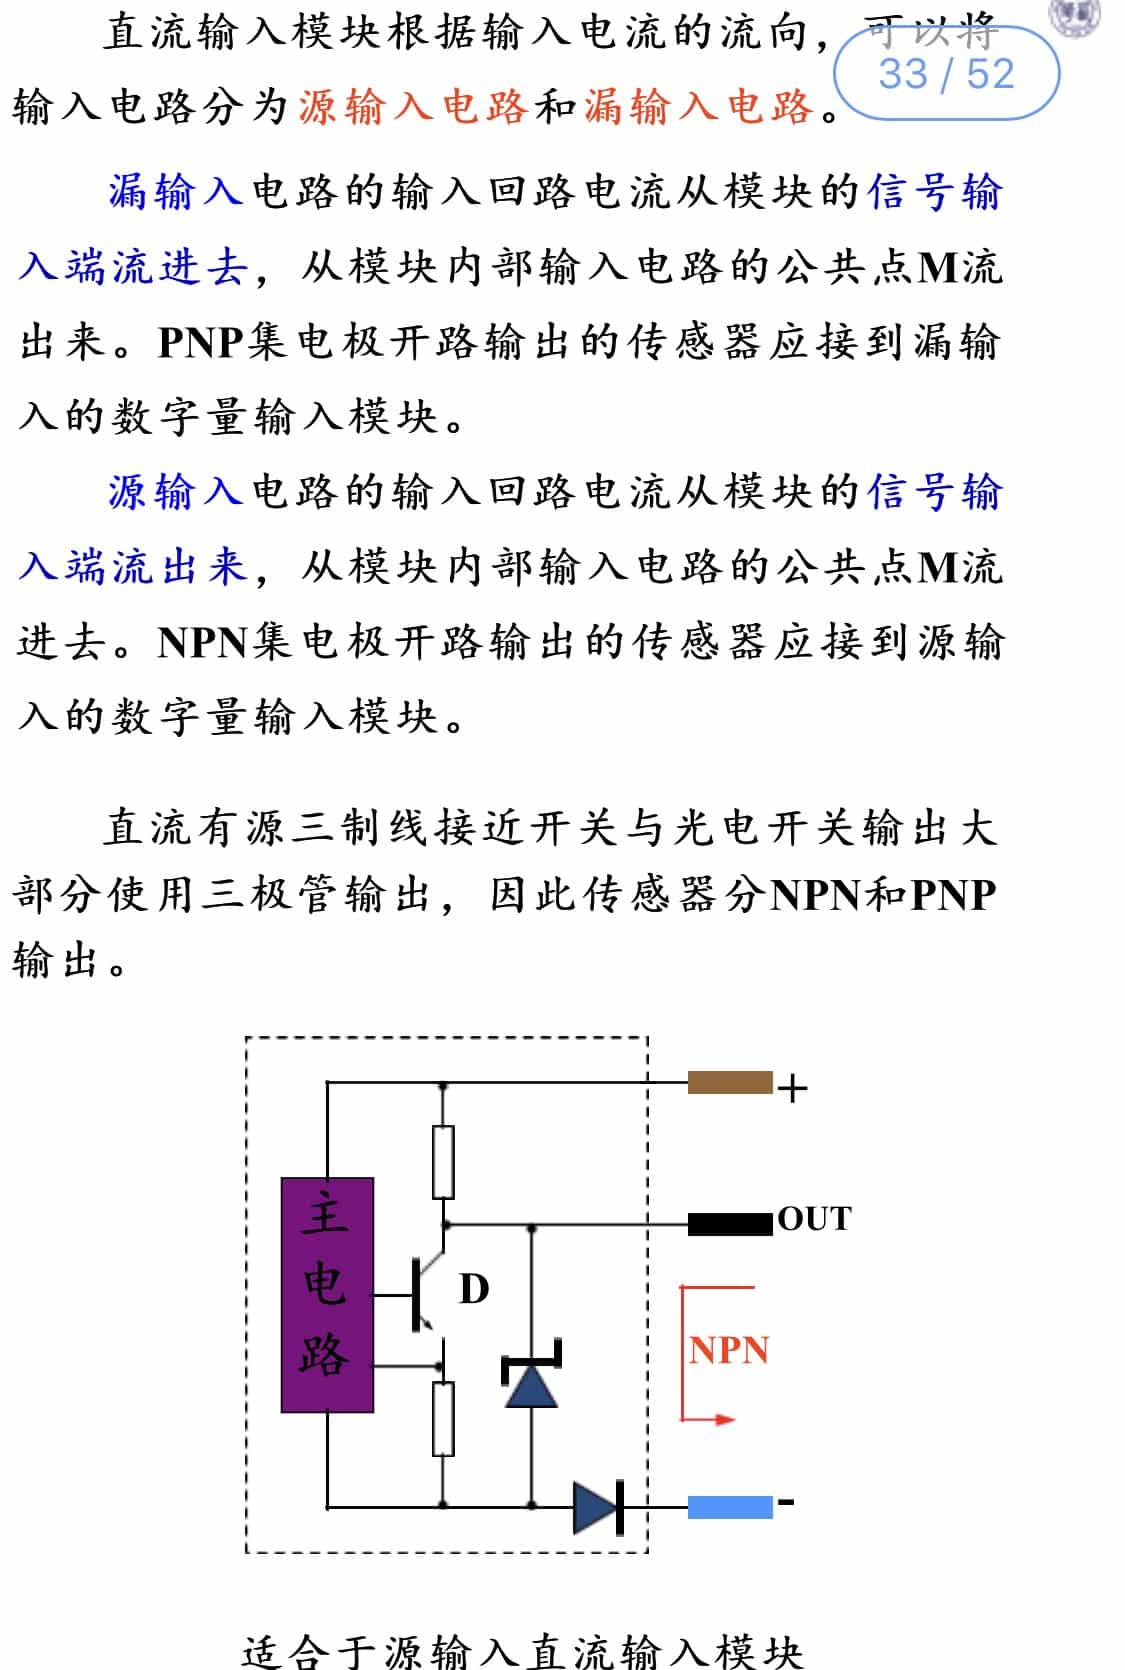 直流输入模块根据输入电流的流向，可以将
33 / 52
输入电路分为源输入电路和漏输入电路。
漏输入电路的输入回路电流从模块的信号输
入端流进去，从模块内部输入电路的公共点M流
出来。PNP集电极开路输出的传感器应接到漏输
入的数字量输入模块。
源输入电路的输入回路电流从模块的信号输
入端流出来，从模块内部输入电路的公共点M流
进去。NPN集电极开路输出的传感器应接到源输
入的数字量输入模块。
直流有源三制线接近开关与光电开关输出大
部分使用三极管输出，因此传感器分NPN和PNP
输出。
+
主电路
OUT
D
NPN
-
适合于源输入直流输入模块